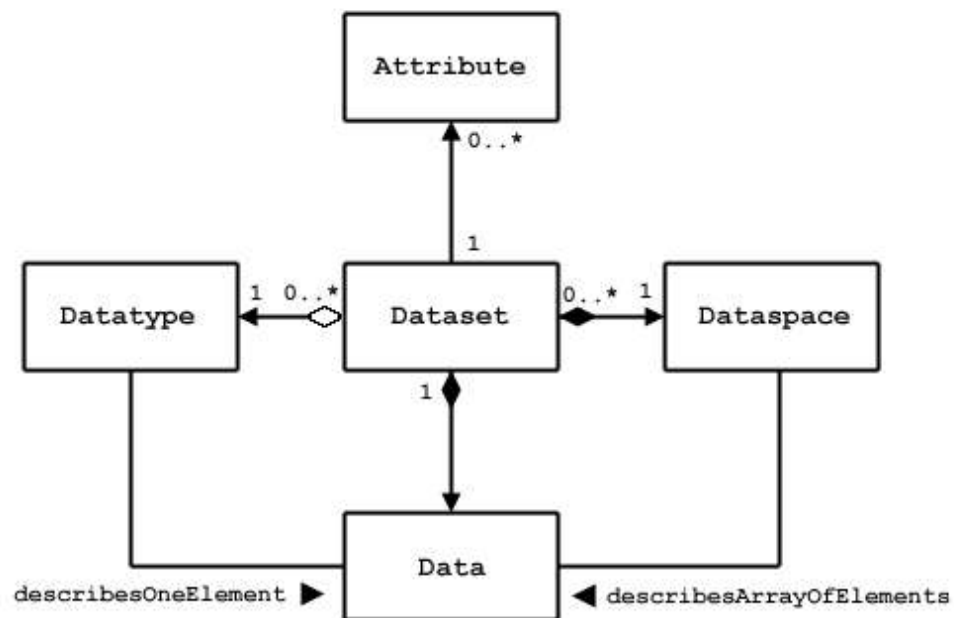 Attribute
0..*
1
Datatype
1
0..*
Dataset
0..*
1
Dataspace
1
Data
describesOneElement
describesArrayOfElements